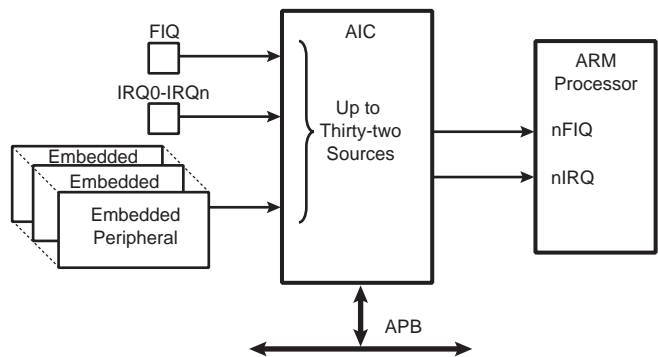 FIQ
IRQ0-IRQn
Embedded
Embedded
Embedded
Peripheral
AIC
Up to
Thirty-two
Sources
ARM
Processor
nFIQ
nIRQ
APB